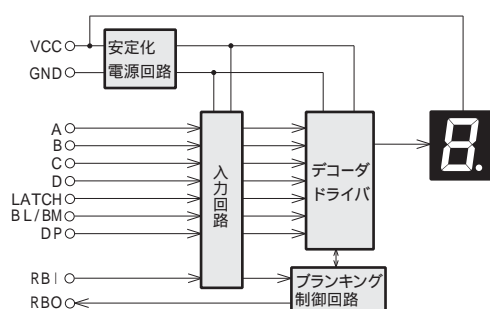 VCC
GND
安定化
電源回路
A
B
C
D
LATCH
BL/BM
DP
RBI
RBO
入力回路
デコーダ
ドライバ
ブランキング
制御回路
8.